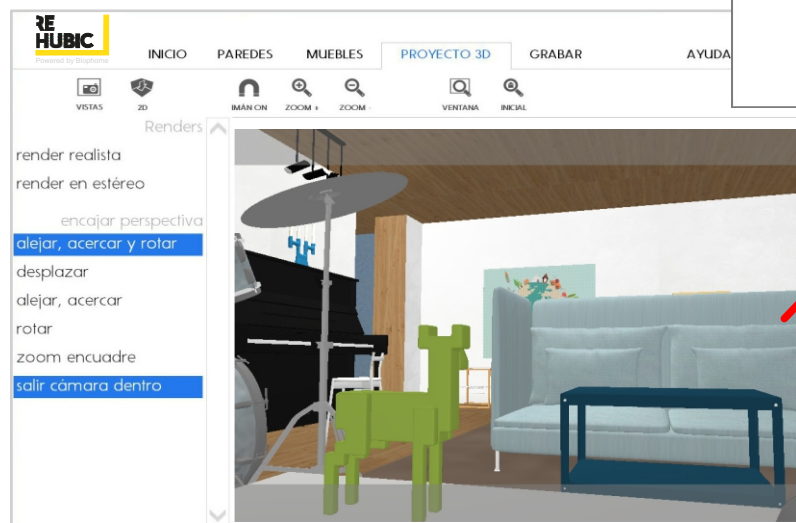 RE
HUBIC
Powered by Biophome
INICIO PAREDES MUEBLES PROYECTO 3D GRABAR AYUDA
VISTAS 2D IMÁN ON ZOOM + ZOOM - VENTANA INICIAL
Renders
render realista
render en estéreo
encajar perspectiva
alejar, acercar y rotar
desplazar
alejar, acercar
rotar
zoom encuadre
salir cámara dentro